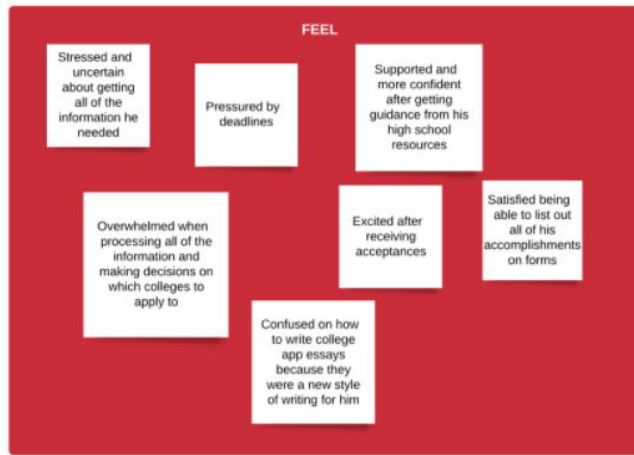 FEEL
Stressed and
uncertain
about getting
all of the
information he
needed
Pressured by
deadlines
Supported and
more confident
after getting
guidance from his
high school
resources
Overwhelmed when
processing all of the
information and
making decisions on
which colleges to
apply to
Excited after
receiving
acceptances
Satisfied being
able to list out
all of his
accomplishments
on forms
Confused on how
to write college
app essays
because they
were a new style
of writing for him